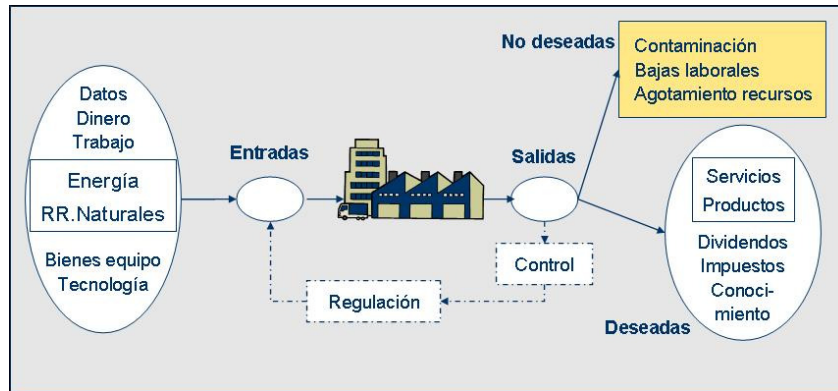 Datos
Dinero
Trabajo
Energía
RR.Naturales
Bienes equipo
Tecnología
Entradas
Salidas
Control
Regulación
No deseadas
Contaminación
Bajas laborales
Agotamiento recursos
Servicios
Productos
Dividendos
Impuestos
Conoci-
miento
Deseadas